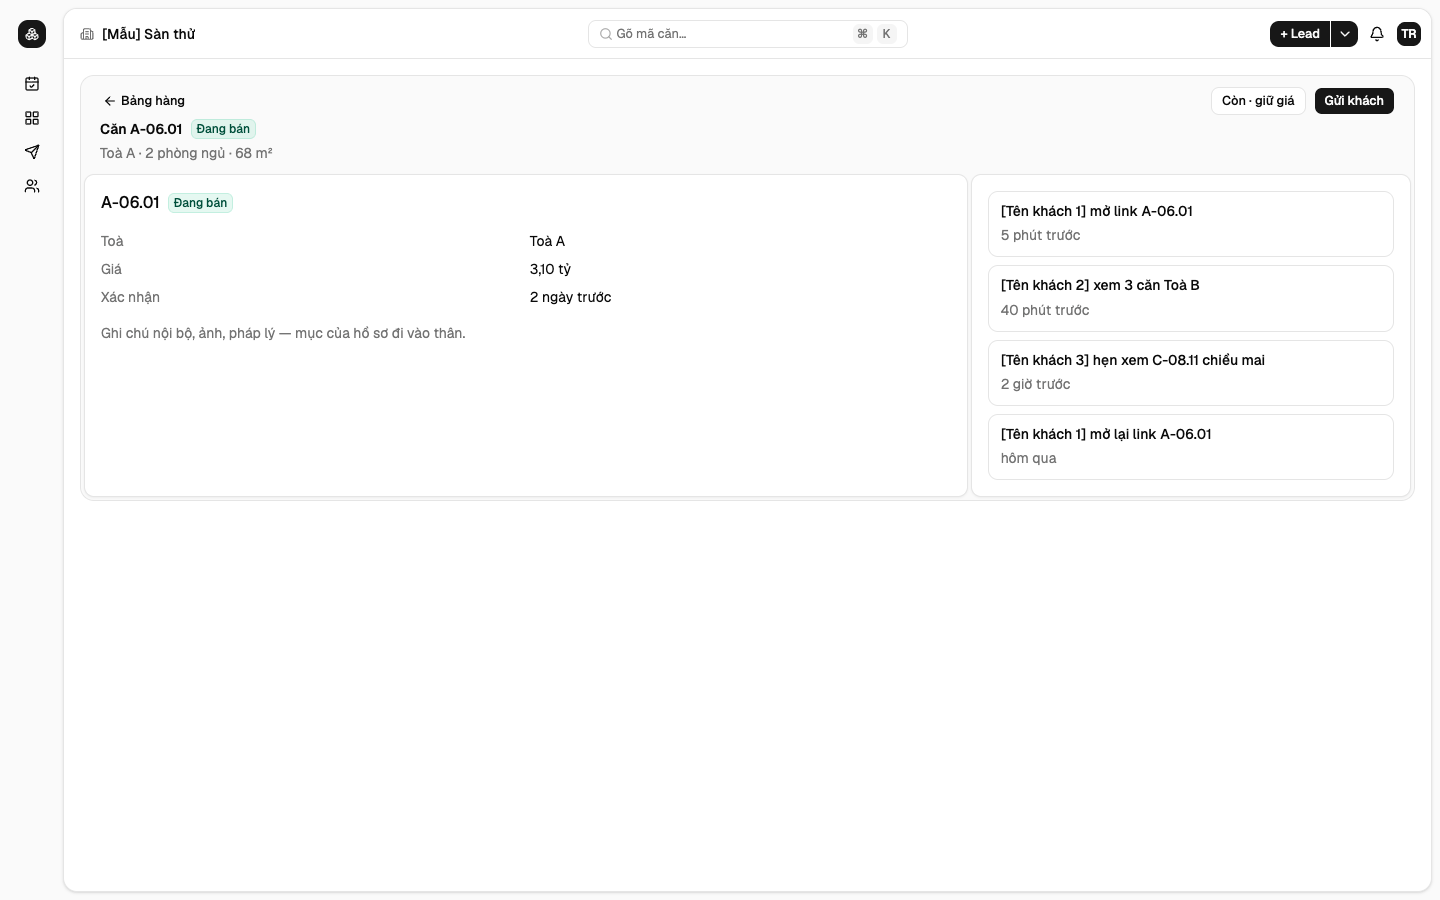 [Mẫu] Sàn thử
Gõ mã căn...
⌘ K
+ Lead
TR
Bảng hàng
Còn · giữ giá
Gửi khách
Căn A-06.01 Đang bán
Toà A · 2 phòng ngủ · 68 m²
A-06.01 Đang bán
Toà Toà A
Giá 3,10 tỷ
Xác nhận 2 ngày trước
Ghi chú nội bộ, ảnh, pháp lý — mục của hồ sơ đi vào thân.
[Tên khách 1] mở link A-06.01
5 phút trước
[Tên khách 2] xem 3 căn Toà B
40 phút trước
[Tên khách 3] hẹn xem C-08.11 chiều mai
2 giờ trước
[Tên khách 1] mở lại link A-06.01
hôm qua